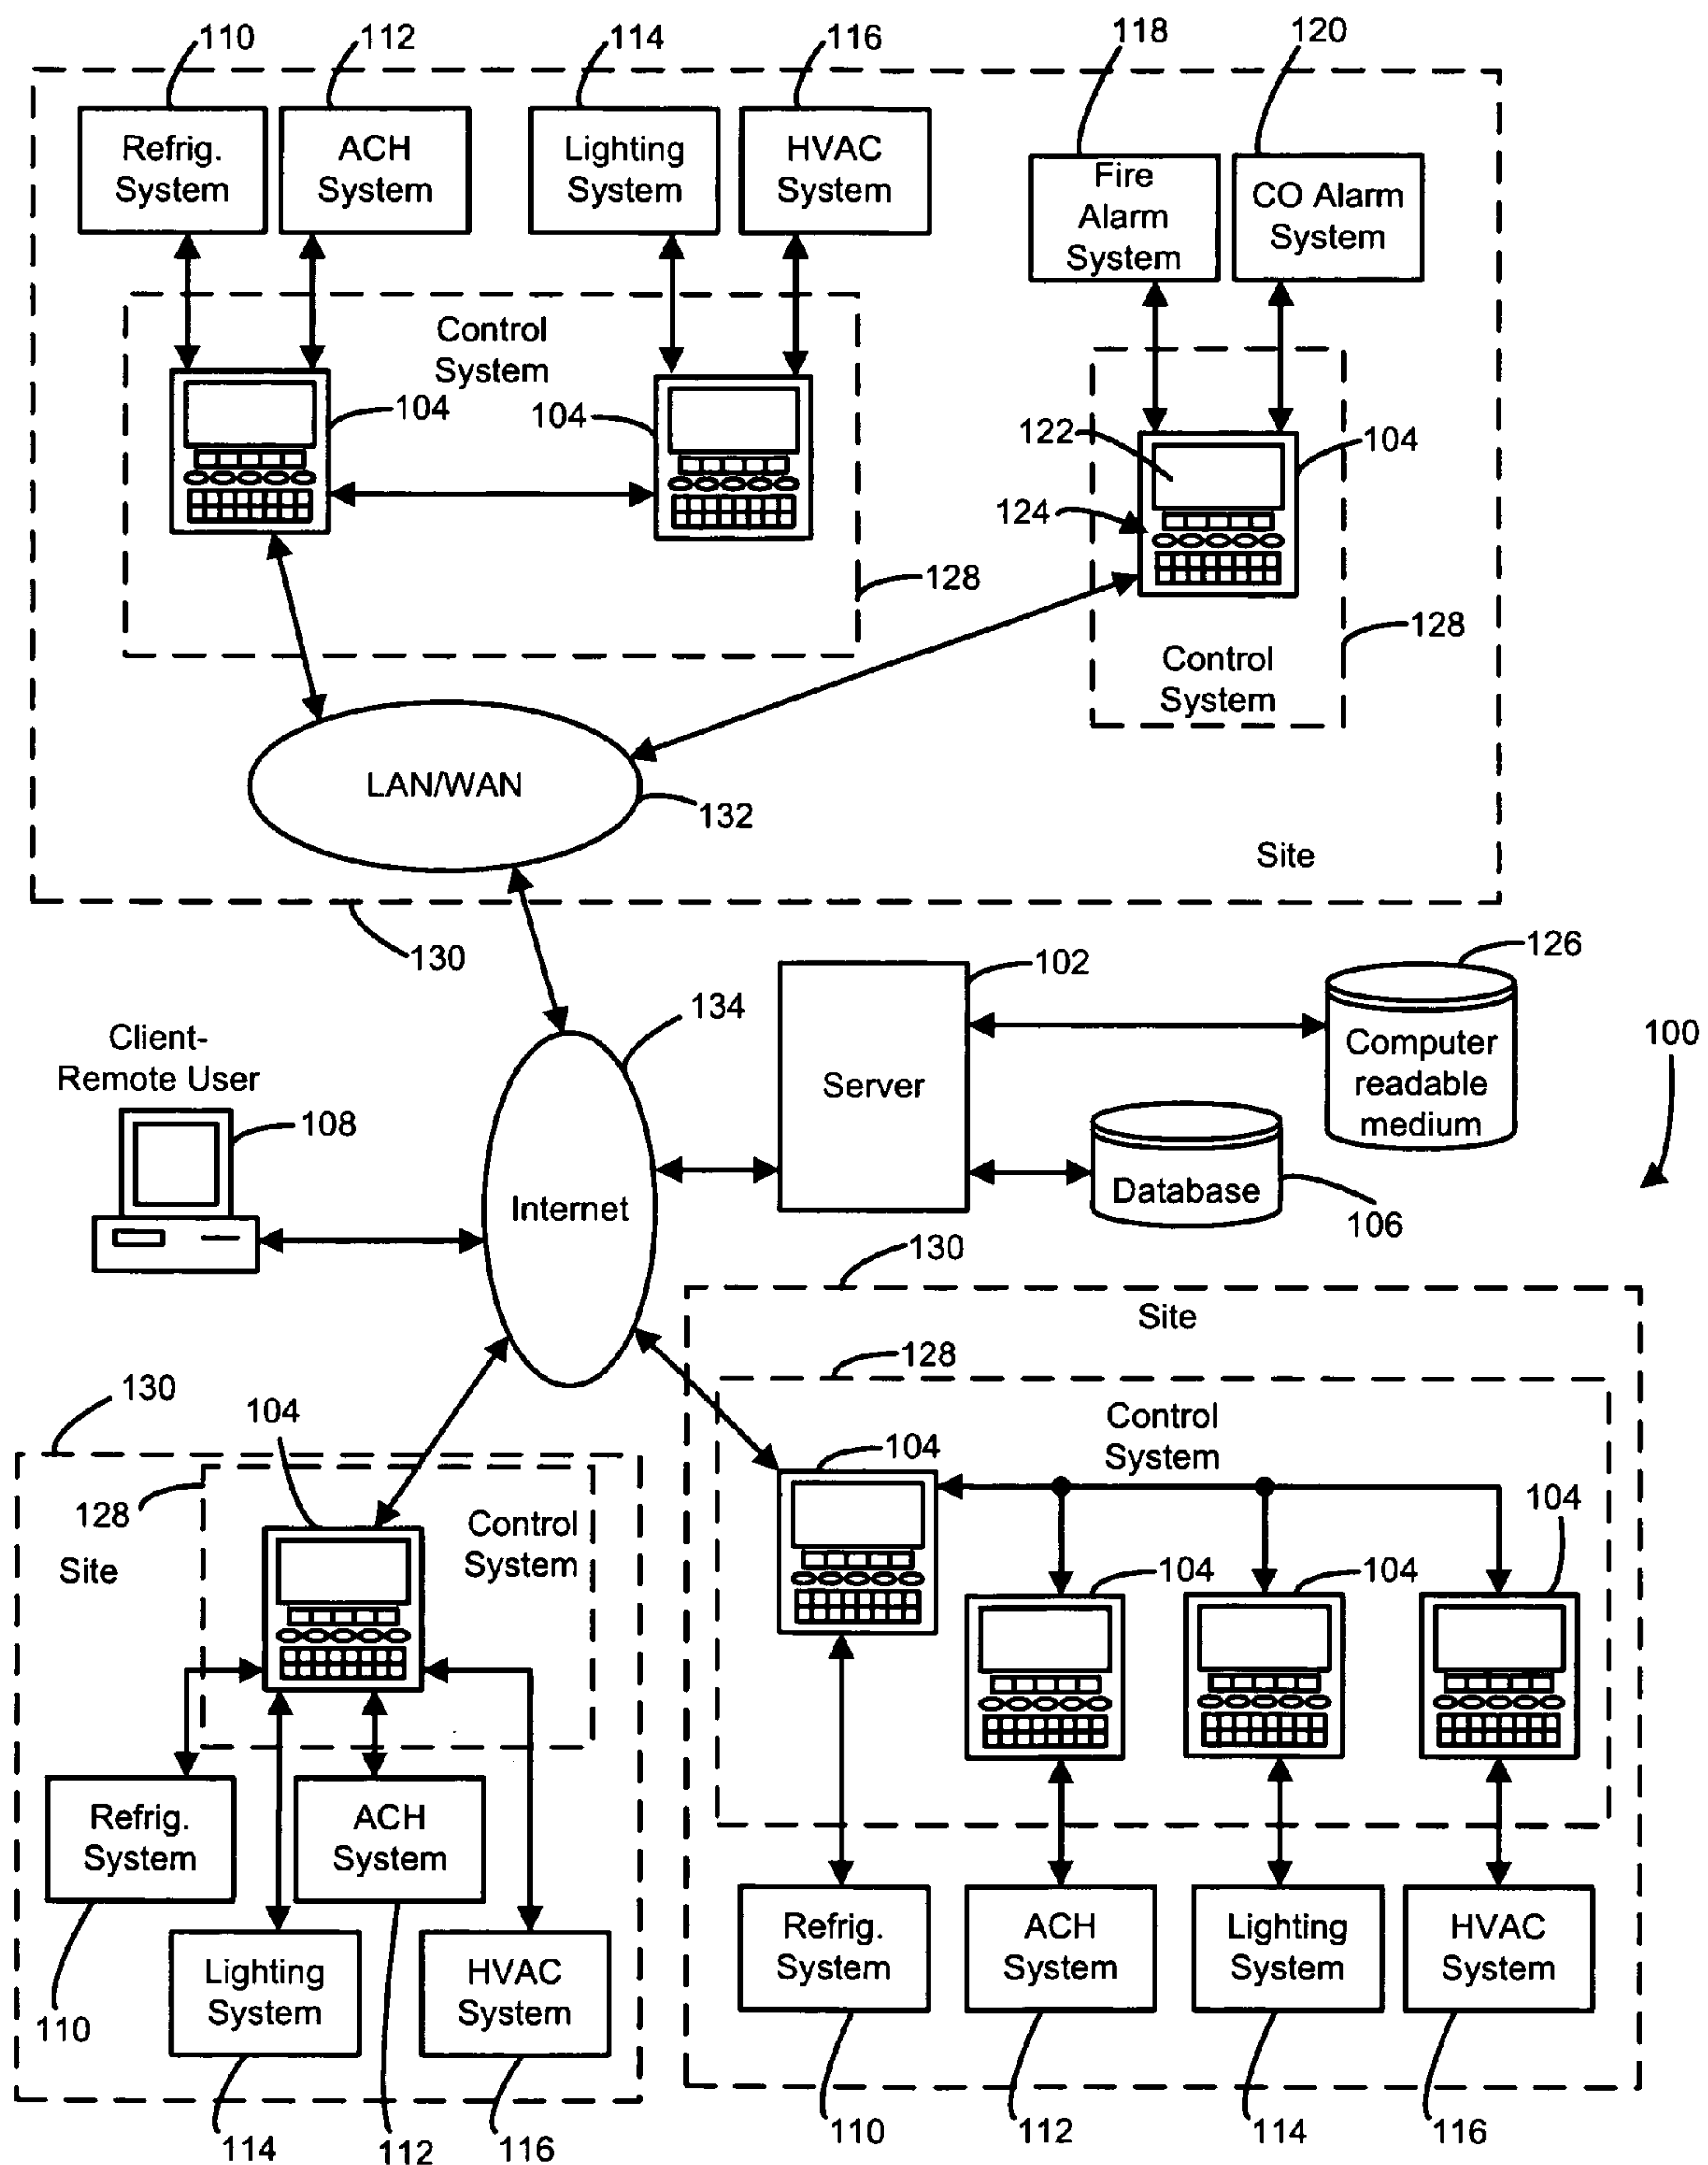 110
112
114
116
118
120
Refrig.
System
ACH
System
Lighting
System
HVAC
System
Fire
Alarm
System
CO Alarm
System
Control
System
104
104
122
104
124
128
128
Control
System
LAN/WAN
132
Site
130
102
126
134
Client-
Remote User
Computer
readable
medium
100
Server
108
Database
Internet
106
130
Site
128
130
104
Control
System
104
128
Control
System
Site
104
104
104
Refrig.
System
ACH
System
Lighting
System
HVAC
System
Refrig.
System
ACH
System
Lighting
System
HVAC
System
110
114
112
116
110
112
114
116